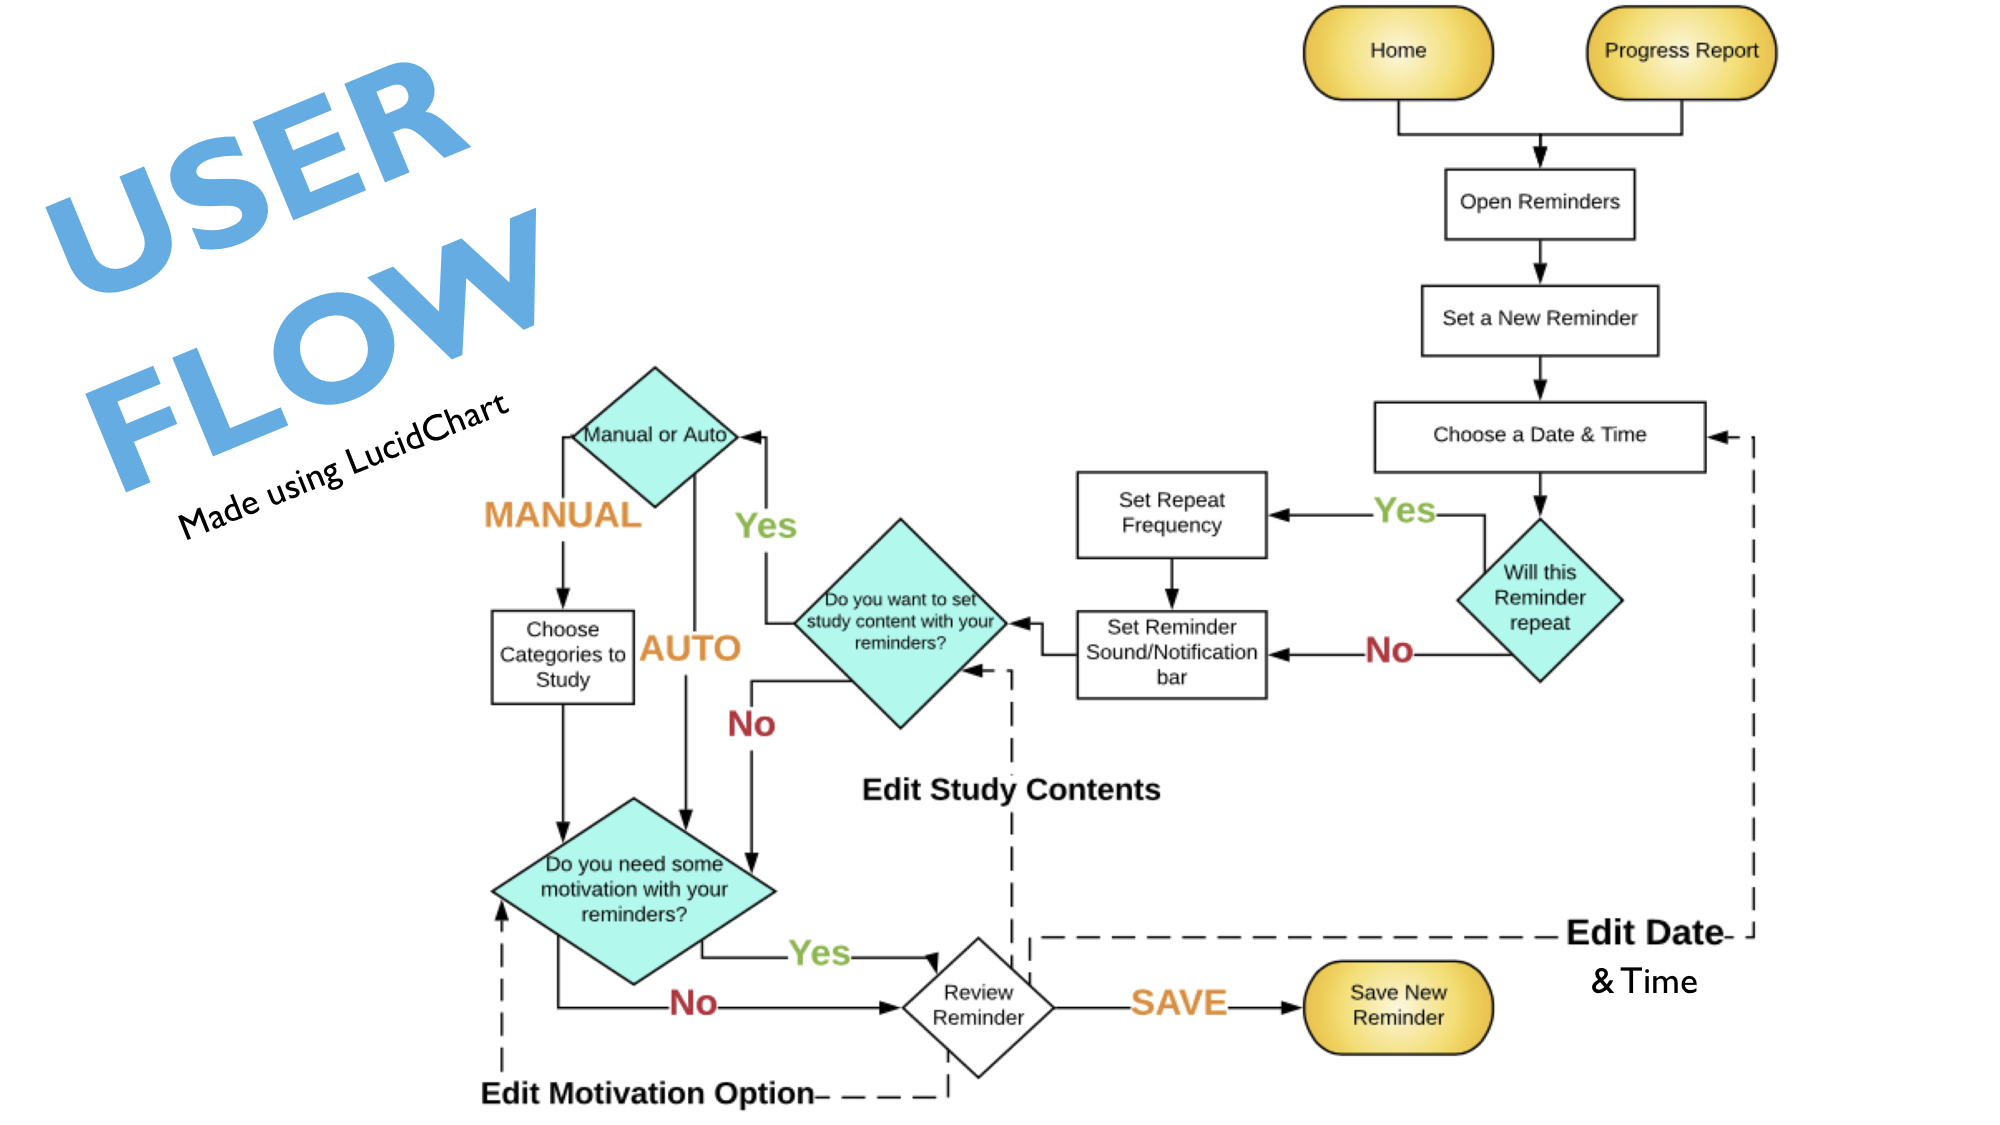 USER
FLOW
Made using LucidChart
Home
Progress Report
Open Reminders
Set a New Reminder
Choose a Date & Time
Will this
Reminder
repeat
Yes
No
Set Repeat
Frequency
Set Reminder
Sound/Notification
bar
Do you want to set
study content with your
reminders?
Yes
No
Manual or Auto
MANUAL
AUTO
Choose
Categories to
Study
Do you need some
motivation with your
reminders?
Yes
No
Review
Reminder
Edit Study Contents
Edit Date
& Time
Edit Motivation Option
SAVE
Save New
Reminder